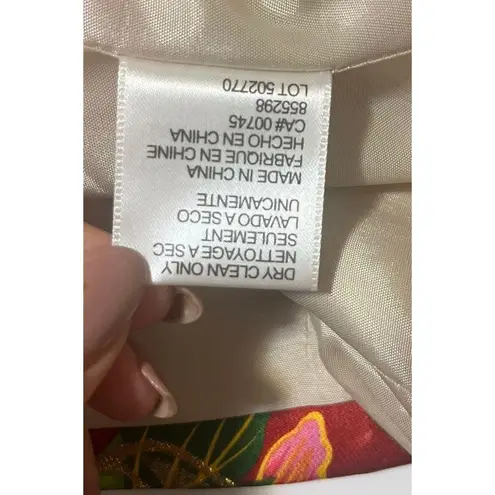 DRY CLEAN ONLY
NETTOYAGE A SEC
SEULEMENT
LAVADO A SECO
UNICAMENTE
MADE IN CHINA
FABRIQUE EN CHINE
HECHO EN CHINA
CA# 00745
855298
LOT 502770